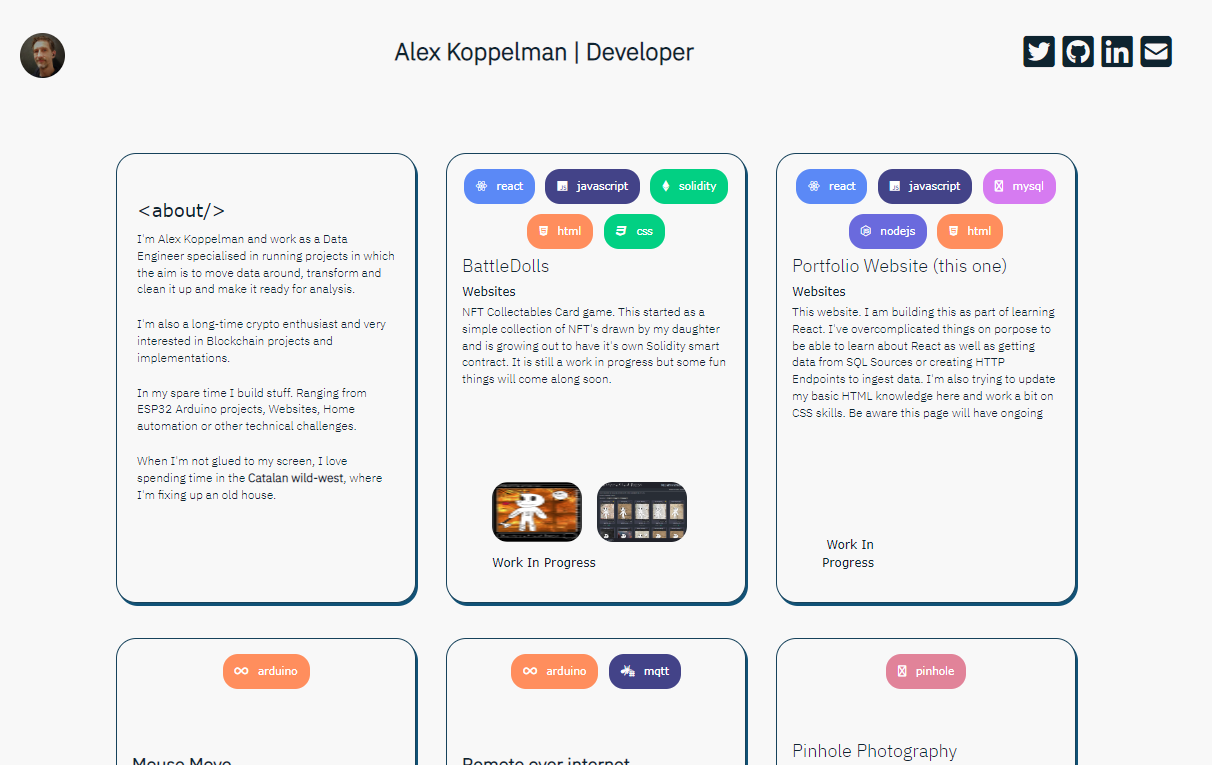 Alex Koppelman | Developer
<about/>
I'm Alex Koppelman and work as a Data
Engineer specialised in running projects in which
the aim is to move data around, transform and
clean it up and make it ready for analysis.
I'm also a long-time crypto enthusiast and very
interested in Blockchain projects and
implementations.
In my spare time I build stuff. Ranging from
ESP32 Arduino projects, Websites, Home
automation or other technical challenges.
When I'm not glued to my screen, I love
spending time in the Catalan wild-west, where
I'm fixing up an old house.
react javascript solidity
html css
BattleDolls
Websites
NFT Collectables Card game. This started as a
simple collection of NFT's drawn by my daughter
and is growing out to have it's own Solidity smart
contract. It is still a work in progress but some fun
things will come along soon.
Work In Progress
react javascript mysql
nodejs html
Portfolio Website (this one)
Websites
This website. I am building this as part of learning
React. I've overcomplicated things on porpose to
be able to learn about React as well as getting
data from SQL Sources or creating HTTP
Endpoints to ingest data. I'm also trying to update
my basic HTML knowledge here and work a bit on
CSS skills. Be aware this page will have ongoing
Work In
Progress
arduino
Mouse Move
arduino mqtt
Remote over internet
pinhole
Pinhole Photography